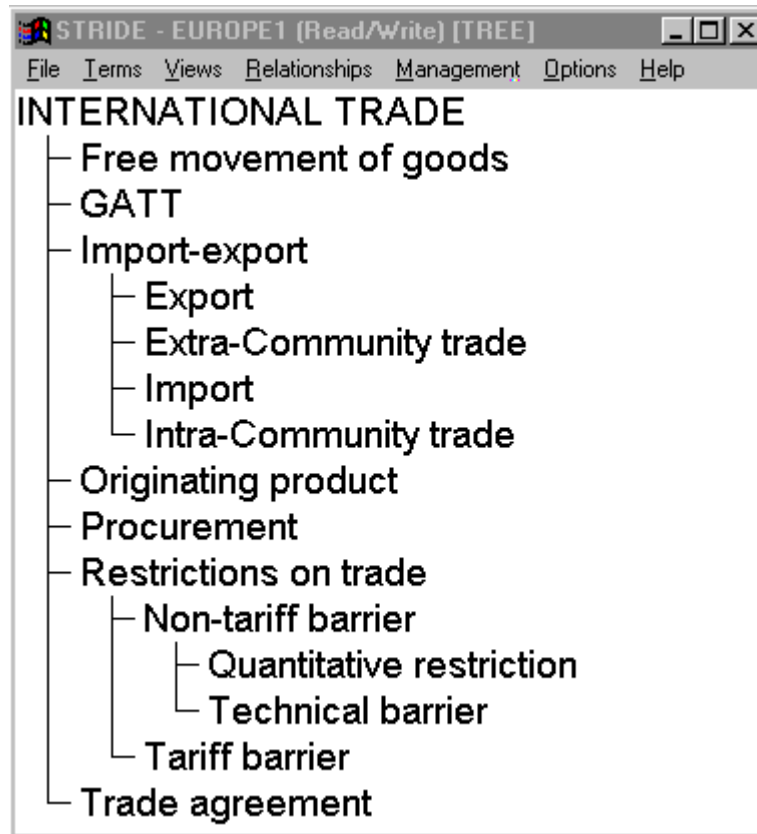 STRIDE - EUROPE1 (Read/Write) [TREE]
File Terms Views Relationships Management Options Help
INTERNATIONAL TRADE
Free movement of goods
GATT
Import-export
Export
Extra-Community trade
Import
Intra-Community trade
Originating product
Procurement
Restrictions on trade
Non-tariff barrier
Quantitative restriction
Technical barrier
Tariff barrier
Trade agreement